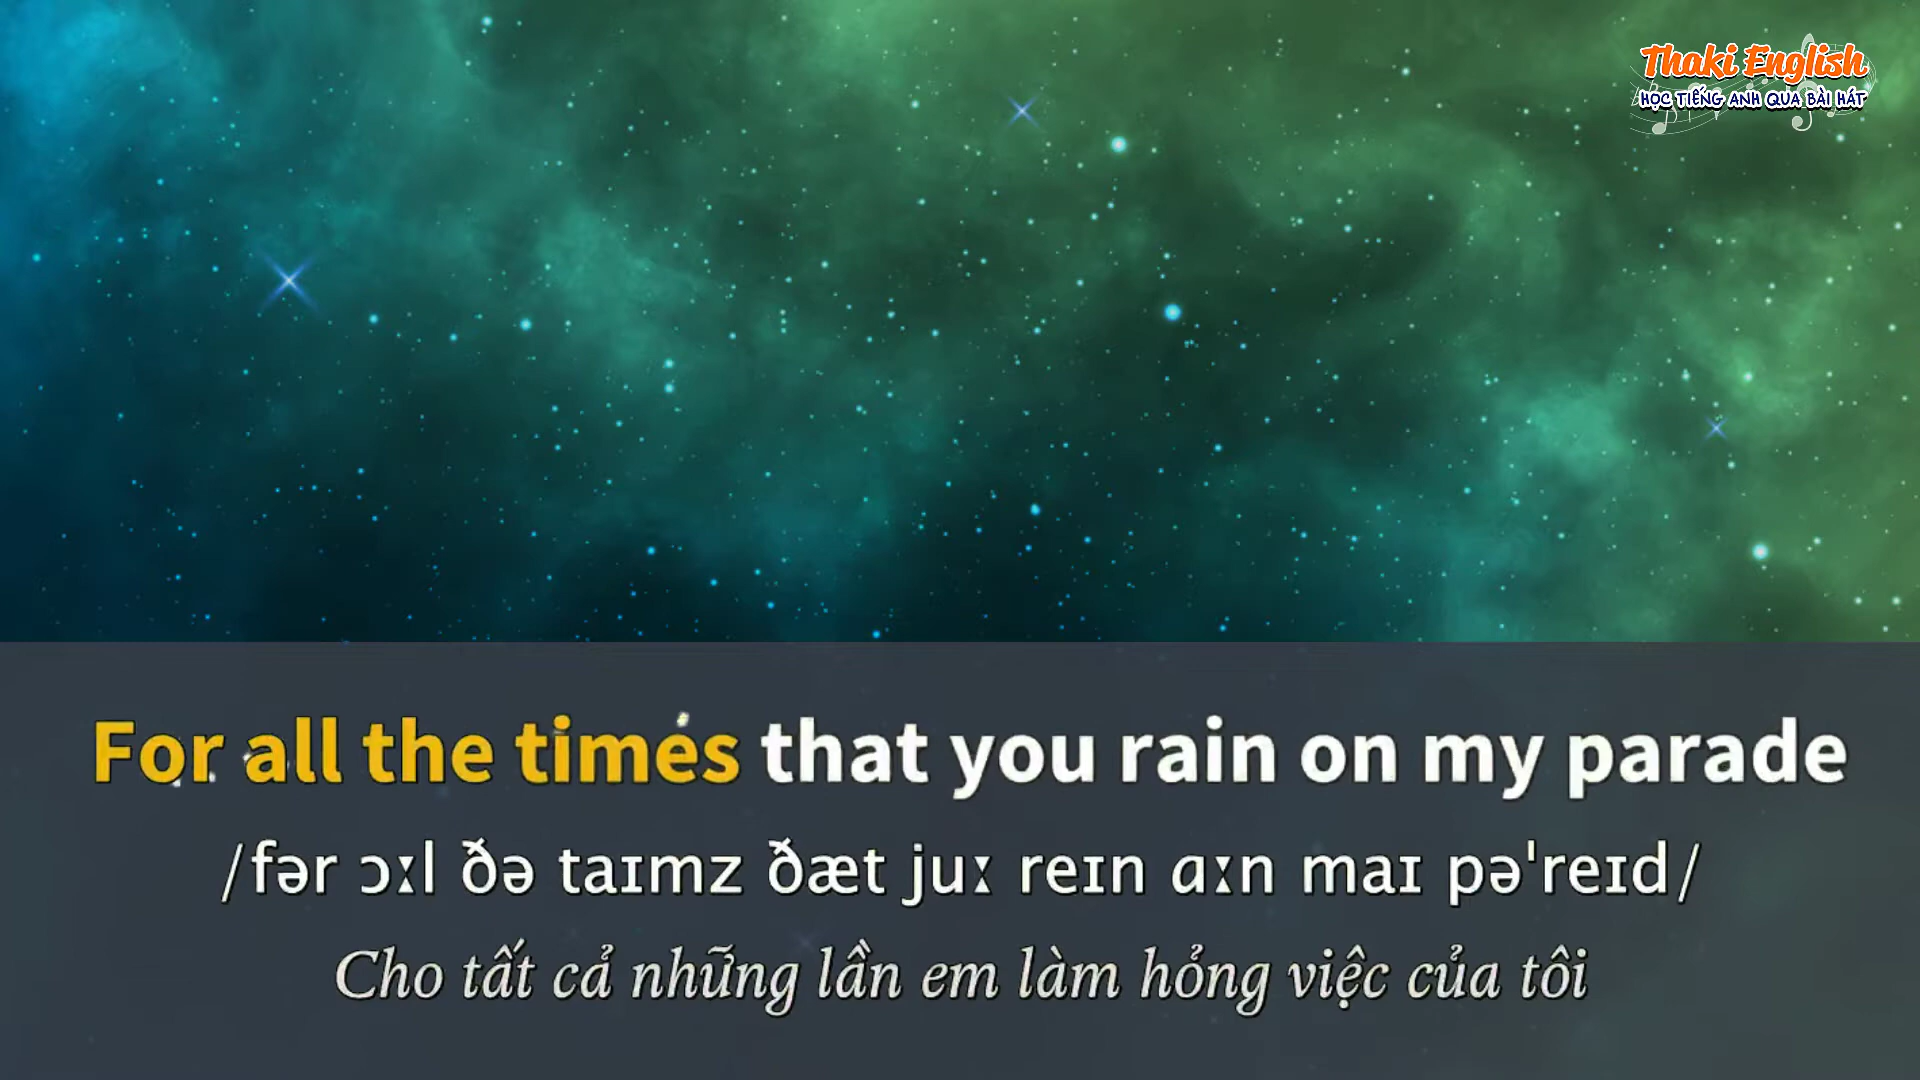 Thaki English
HỌC TIẾNG ANH QUA BÀI HÁT
For all the times that you rain on my parade
/fər ɔːl ðə taɪmz ðæt juː reɪn ɑːn maɪ pəˈreɪd/
Cho tất cả những lần em làm hỏng việc của tôi